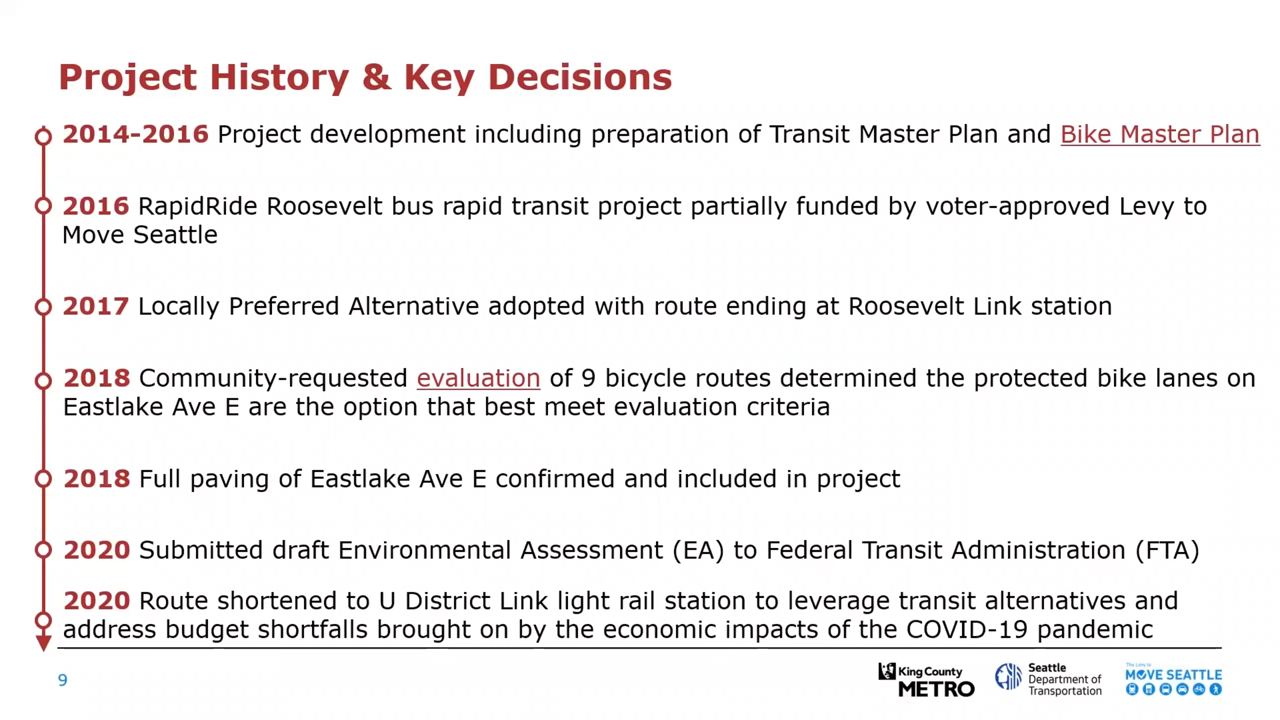 Project History & Key Decisions
2014-2016 Project development including preparation of Transit Master Plan and Bike Master Plan
2016 RapidRide Roosevelt bus rapid transit project partially funded by voter-approved Levy to
Move Seattle
2017 Locally Preferred Alternative adopted with route ending at Roosevelt Link station
2018 Community-requested evaluation of 9 bicycle routes determined the protected bike lanes on
Eastlake Ave E are the option that best meet evaluation criteria
2018 Full paving of Eastlake Ave E confirmed and included in project
2020 Submitted draft Environmental Assessment (EA) to Federal Transit Administration (FTA)
2020 Route shortened to U District Link light rail station to leverage transit alternatives and
address budget shortfalls brought on by the economic impacts of the COVID-19 pandemic
9
King County
METRO
Seattle
Department of
Transportation
The Levy to
MOVE SEATTLE